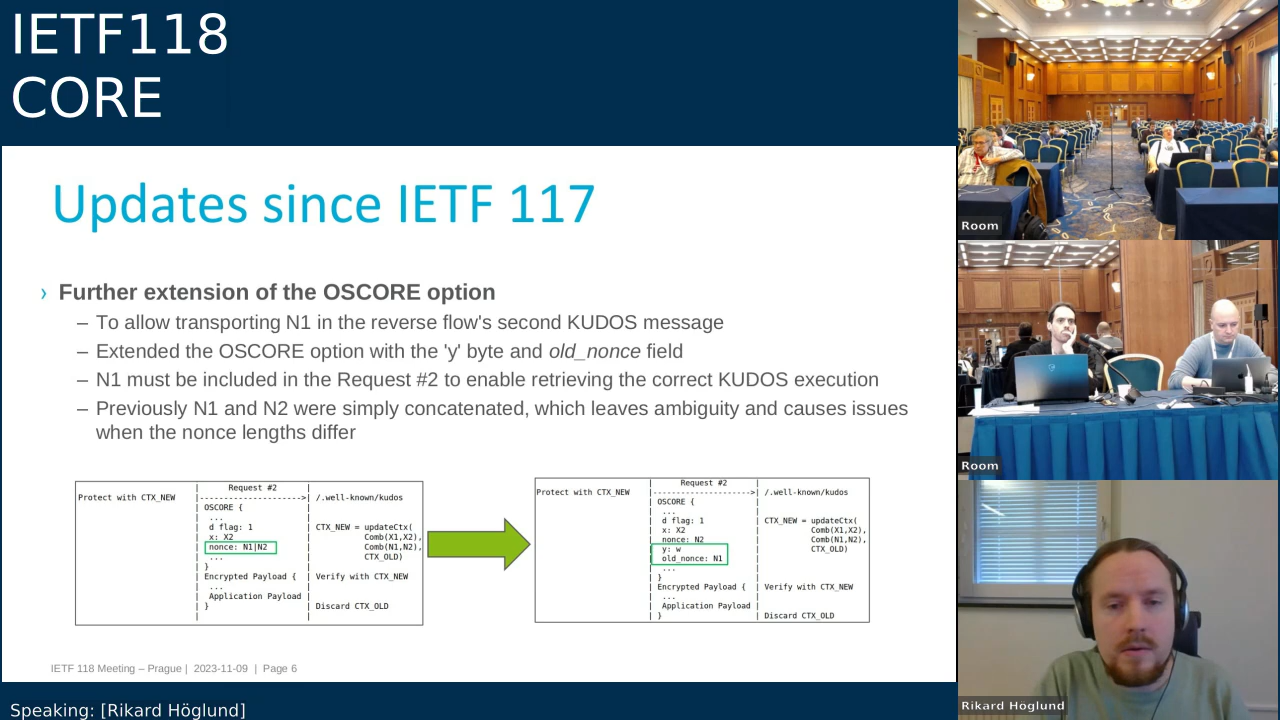 IETF118
CORE
Updates since IETF 117
› Further extension of the OSCORE option
– To allow transporting N1 in the reverse flow's second KUDOS message
– Extended the OSCORE option with the 'y' byte and old_nonce field
– N1 must be included in the Request #2 to enable retrieving the correct KUDOS execution
– Previously N1 and N2 were simply concatenated, which leaves ambiguity and causes issues
when the nonce lengths differ
| Request #2 |
Protect with CTX_NEW |---------------------->| /.well-known/kudos
| OSCORE { |
| ... |
| d flag: 1 | CTX_NEW = updateCtx(
| x: X2 | Comb(X1,X2),
| nonce: N1|N2 | Comb(N1,N2),
| ... | CTX_OLD)
| } |
| Encrypted Payload { | Verify with CTX_NEW
| ... |
| Application Payload |
| } | Discard CTX_OLD
| |
| Request #2 |
Protect with CTX_NEW |---------------------->| /.well-known/kudos
| OSCORE { |
| ... |
| d flag: 1 | CTX_NEW = updateCtx(
| x: X2 | Comb(X1,X2),
| nonce: N2 | Comb(N1,N2),
| y: w | CTX_OLD)
| old_nonce: N1 |
| ... |
| } |
| Encrypted Payload { | Verify with CTX_NEW
| ... |
| Application Payload |
| } | Discard CTX_OLD
IETF 118 Meeting – Prague | 2023-11-09 | Page 6
Speaking: [Rikard Höglund]
Room
Room
Rikard Höglund